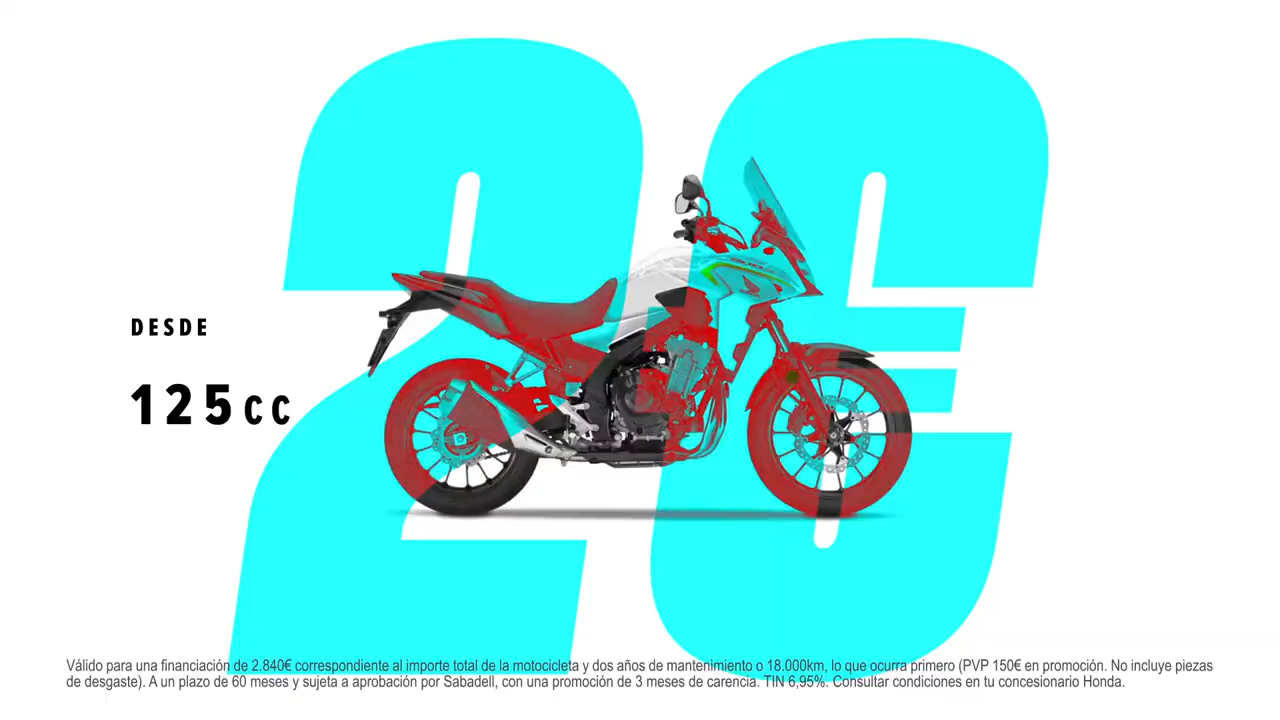 2€
DESDE
125cc
Válido para una financiación de 2.840€ correspondiente al importe total de la motocicleta y dos años de mantenimiento o 18.000km, lo que ocurra primero (PVP 150€ en promoción. No incluye piezas
de desgaste). A un plazo de 60 meses y sujeta a aprobación por Sabadell, con una promoción de 3 meses de carencia. TIN 6,95%. Consultar condiciones en tu concesionario Honda.